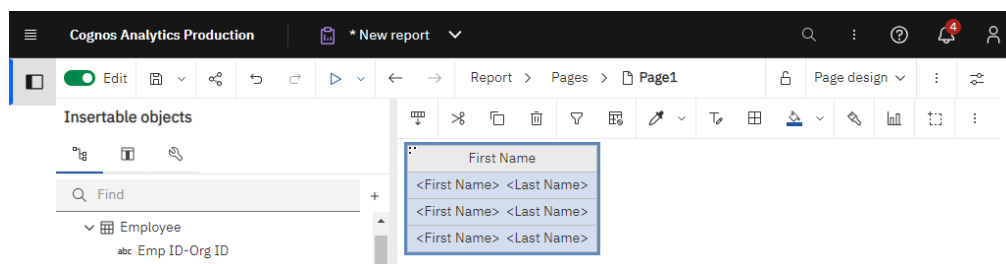 Cognos Analytics Production * New report 4
Edit Report > Pages > Page1 Page design
Insertable objects
First Name
Find
<First Name> <Last Name>
<First Name> <Last Name>
<First Name> <Last Name>
Employee
abc Emp ID-Org ID